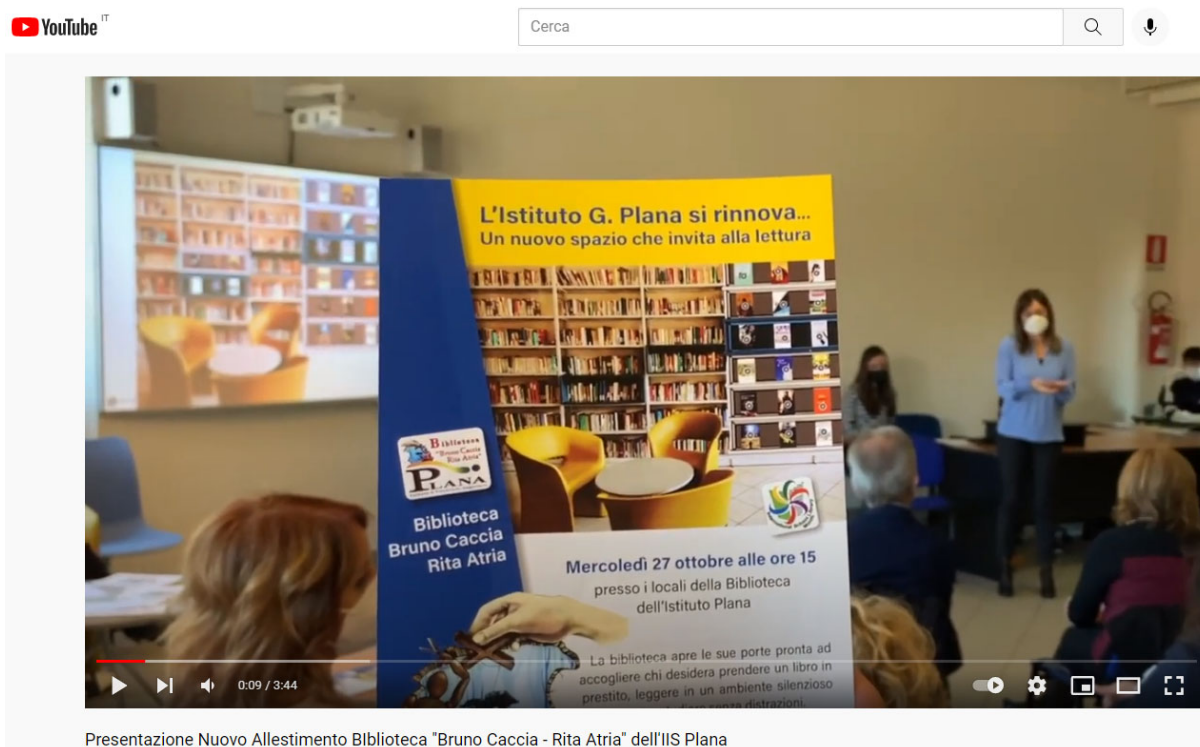 YouTube IT
Cerca
L'Istituto G. Plana si rinnova...
Un nuovo spazio che invita alla lettura
Biblioteca
"Bruno Caccia
Rita Atria"
PLANA
Biblioteca
Bruno Caccia
Rita Atria
Mercoledì 27 ottobre alle ore 15
presso i locali della Biblioteca
dell'Istituto Plana
La biblioteca apre le sue porte pronta ad
accogliere chi desidera prendere un libro in
prestito, leggere in un ambiente silenzioso
senza distrazioni.
0:09 / 3:44
Presentazione Nuovo Allestimento BIblioteca "Bruno Caccia - Rita Atria" dell'IIS Plana